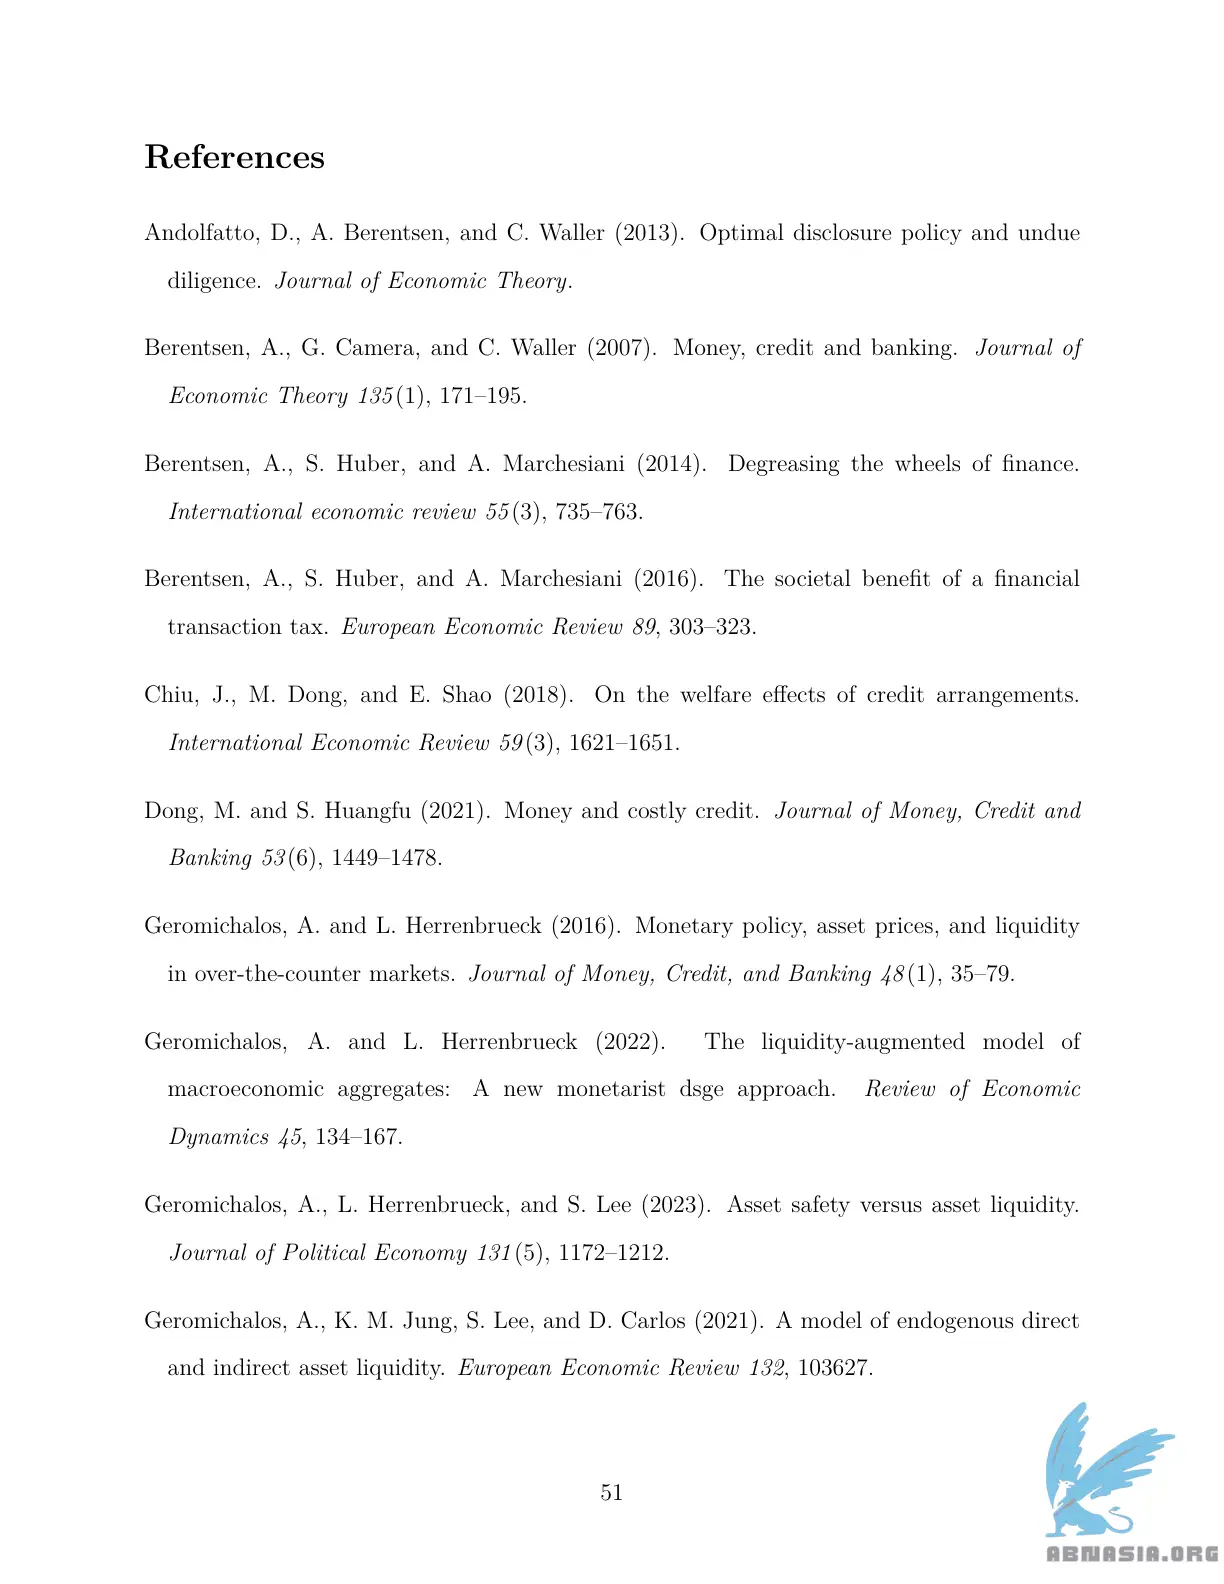 References
Andolfatto, D., A. Berentsen, and C. Waller (2013). Optimal disclosure policy and undue
diligence. Journal of Economic Theory.
Berentsen, A., G. Camera, and C. Waller (2007). Money, credit and banking. Journal of
Economic Theory 135(1), 171–195.
Berentsen, A., S. Huber, and A. Marchesiani (2014). Degreasing the wheels of finance.
International economic review 55(3), 735–763.
Berentsen, A., S. Huber, and A. Marchesiani (2016). The societal benefit of a financial
transaction tax. European Economic Review 89, 303–323.
Chiu, J., M. Dong, and E. Shao (2018). On the welfare effects of credit arrangements.
International Economic Review 59(3), 1621–1651.
Dong, M. and S. Huangfu (2021). Money and costly credit. Journal of Money, Credit and
Banking 53(6), 1449–1478.
Geromichalos, A. and L. Herrenbrueck (2016). Monetary policy, asset prices, and liquidity
in over-the-counter markets. Journal of Money, Credit, and Banking 48(1), 35–79.
Geromichalos, A. and L. Herrenbrueck (2022). The liquidity-augmented model of
macroeconomic aggregates: A new monetarist dsge approach. Review of Economic
Dynamics 45, 134–167.
Geromichalos, A., L. Herrenbrueck, and S. Lee (2023). Asset safety versus asset liquidity.
Journal of Political Economy 131(5), 1172–1212.
Geromichalos, A., K. M. Jung, S. Lee, and D. Carlos (2021). A model of endogenous direct
and indirect asset liquidity. European Economic Review 132, 103627.
51
ABNASIA.ORG